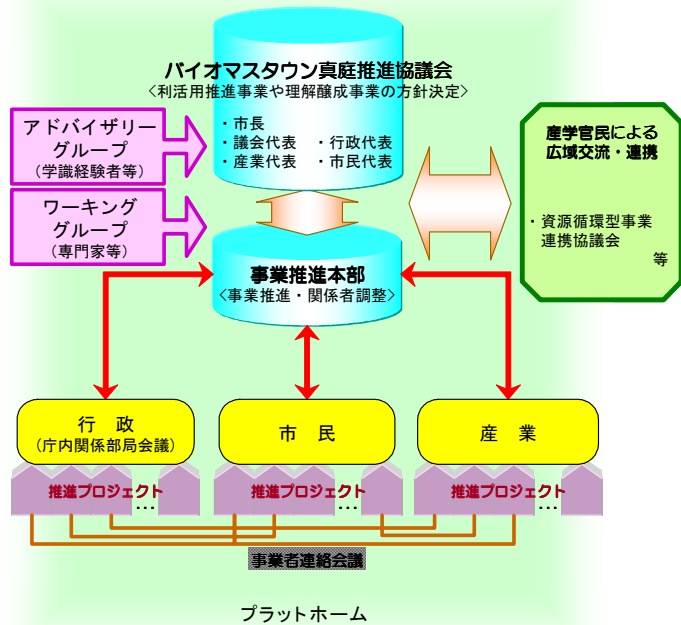 バイオマスタウン真庭推進協議会
<利活用推進事業や理解醸成事業の方針決定>
・市長
・議会代表 ・行政代表
・産業代表 ・市民代表
アドバイザリー
グループ
(学識経験者等)
ワーキング
グループ
(専門家等)
産学官民による
広域交流・連携
・資源循環型事業
連携協議会
等
事業推進本部
<事業推進・関係者調整>
行 政
(庁内関係部局会議)
市 民
産 業
推進プロジェクト
...
推進プロジェクト
...
推進プロジェクト
...
事業者連絡会議
プラットホーム